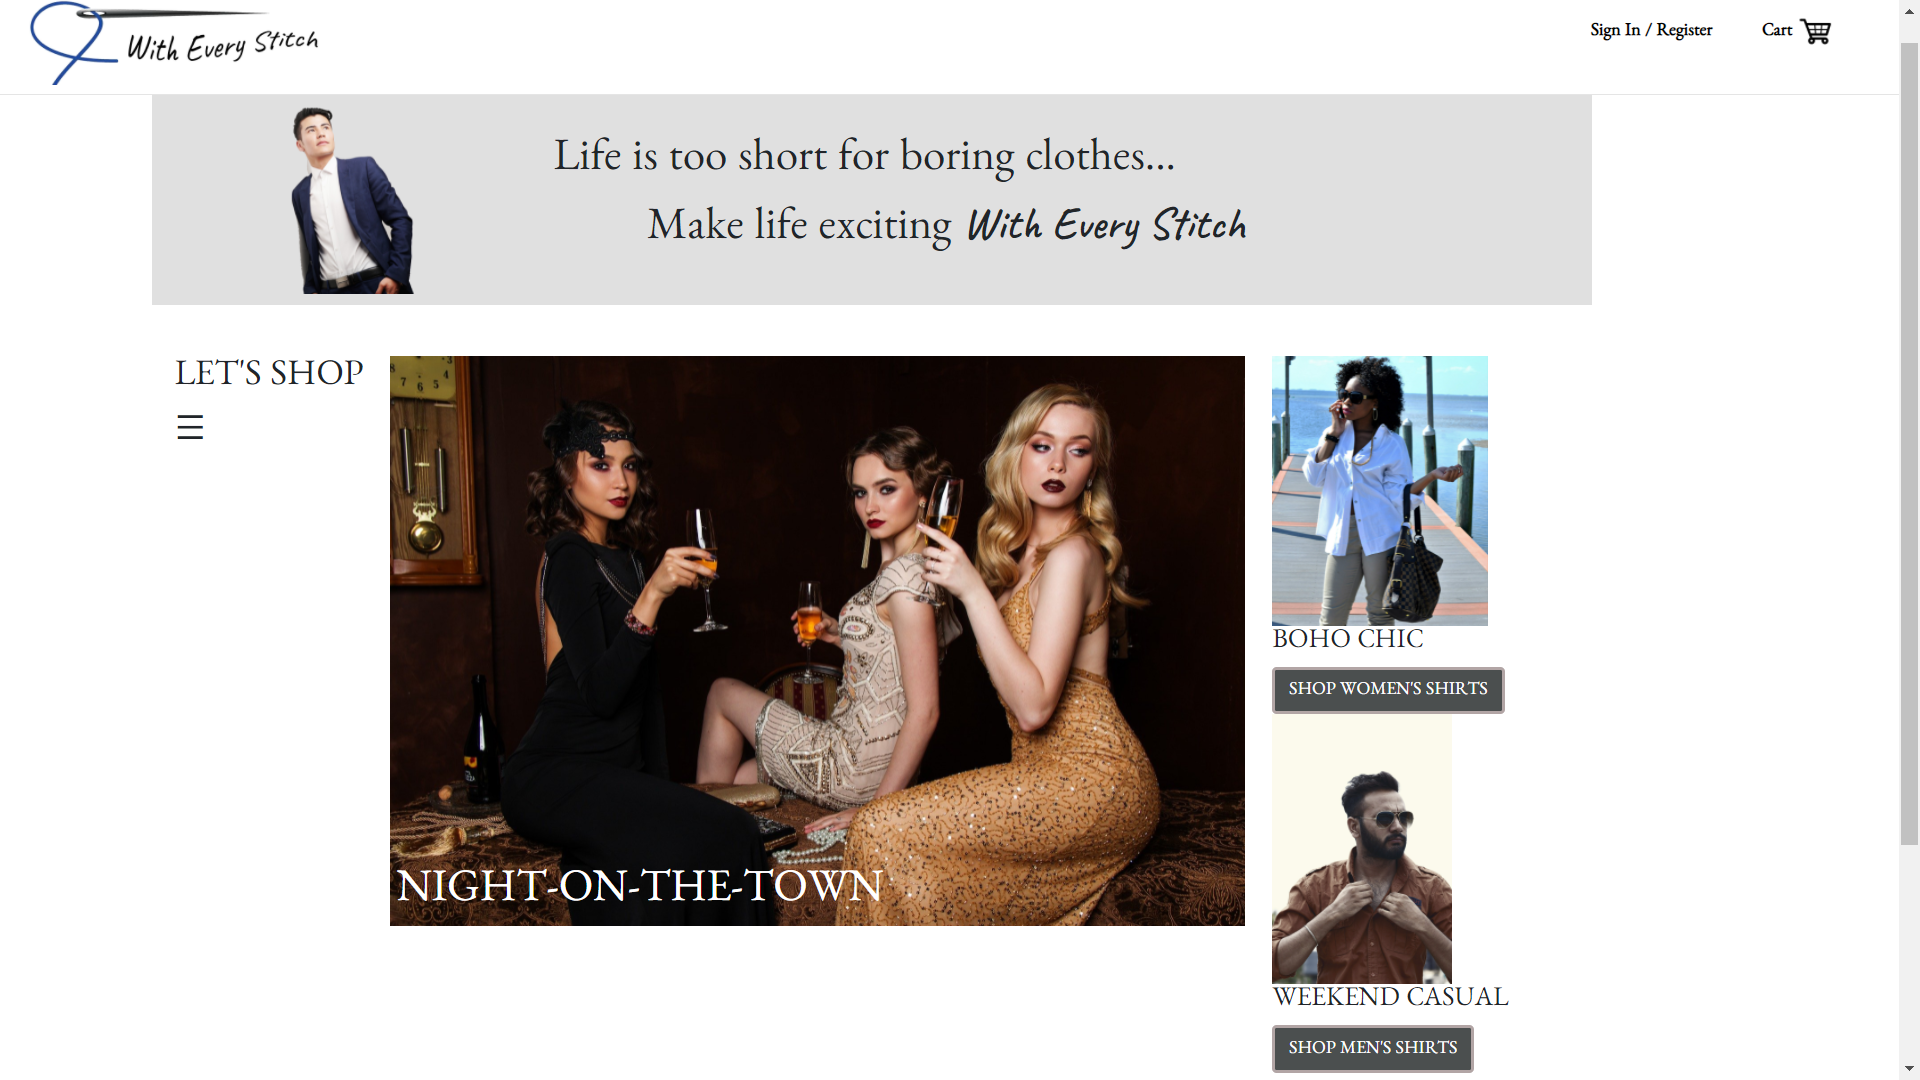 With Every Stitch
Sign In / Register
Cart
Life is too short for boring clothes...
Make life exciting With Every Stitch
LET'S SHOP
NIGHT-ON-THE-TOWN
BOHO CHIC
SHOP WOMEN'S SHIRTS
WEEKEND CASUAL
SHOP MEN'S SHIRTS